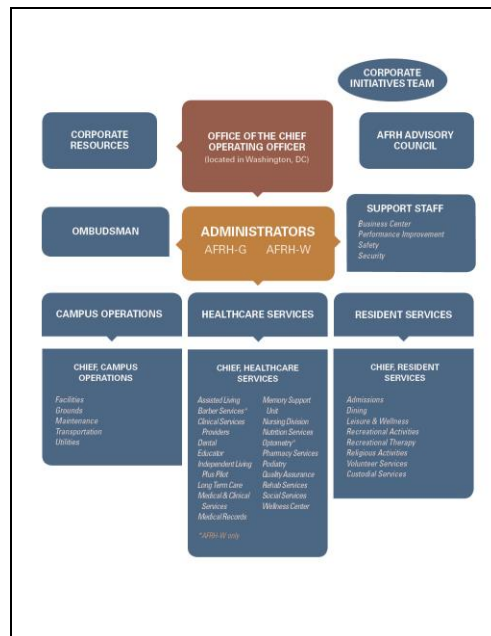 CORPORATE
INITIATIVES TEAM
CORPORATE
RESOURCES
OFFICE OF THE CHIEF
OPERATING OFFICER
(located in Washington, DC)
AFRH ADVISORY
COUNCIL
OMBUDSMAN
ADMINISTRATORS
AFRH-G AFRH-W
SUPPORT STAFF
Business Center
Performance Improvement
Safety
Security
CAMPUS OPERATIONS
HEALTHCARE SERVICES
RESIDENT SERVICES
CHIEF, CAMPUS
OPERATIONS
Facilities
Grounds
Maintenance
Transportation
Utilities
CHIEF, HEALTHCARE
SERVICES
Assisted Living
Barber Services*
Clinical Services
Providers
Dental
Educator
Independent Living
Plus Pilot
Long Term Care
Medical & Clinical
Services
Medical Records
Memory Support
Unit
Nursing Division
Nutrition Services
Optometry*
Pharmacy Services
Podiatry
Quality Assurance
Rehab Services
Social Services
Wellness Center
*AFRH-W only
CHIEF, RESIDENT
SERVICES
Admissions
Dining
Leisure & Wellness
Recreational Activities
Recreational Therapy
Religious Activities
Volunteer Services
Custodial Services